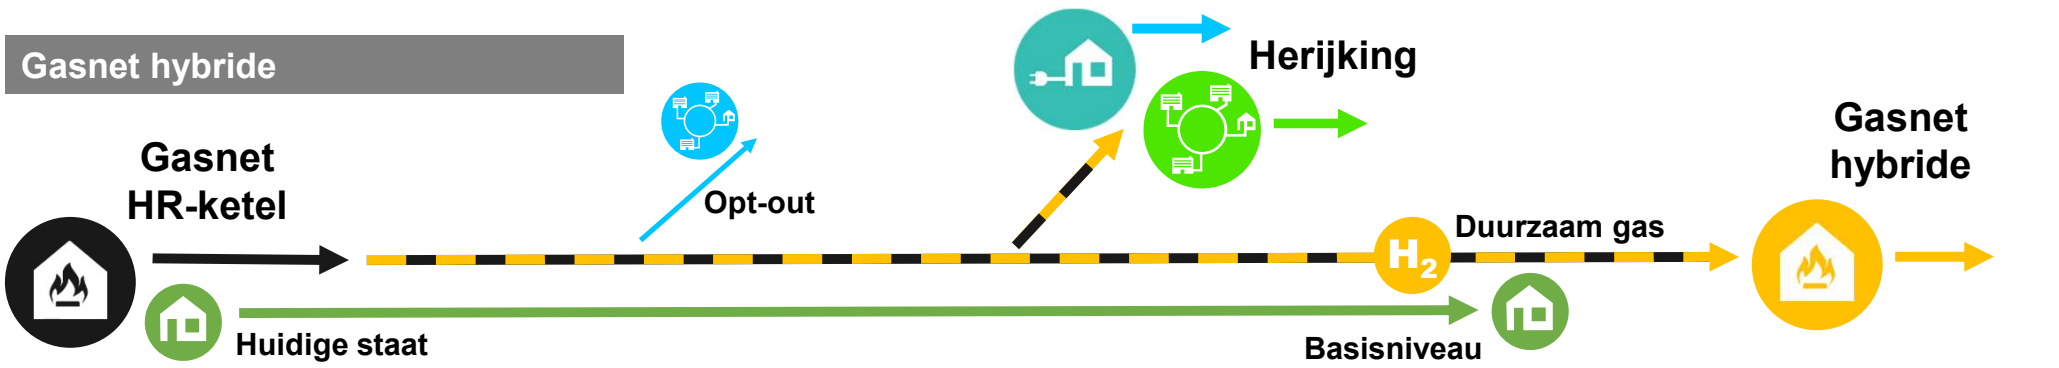 Gasnet hybride
Herijking
Gasnet
hybride
Gasnet
HR-ketel
Opt-out
H₂
Duurzaam gas
Huidige staat
Basisniveau